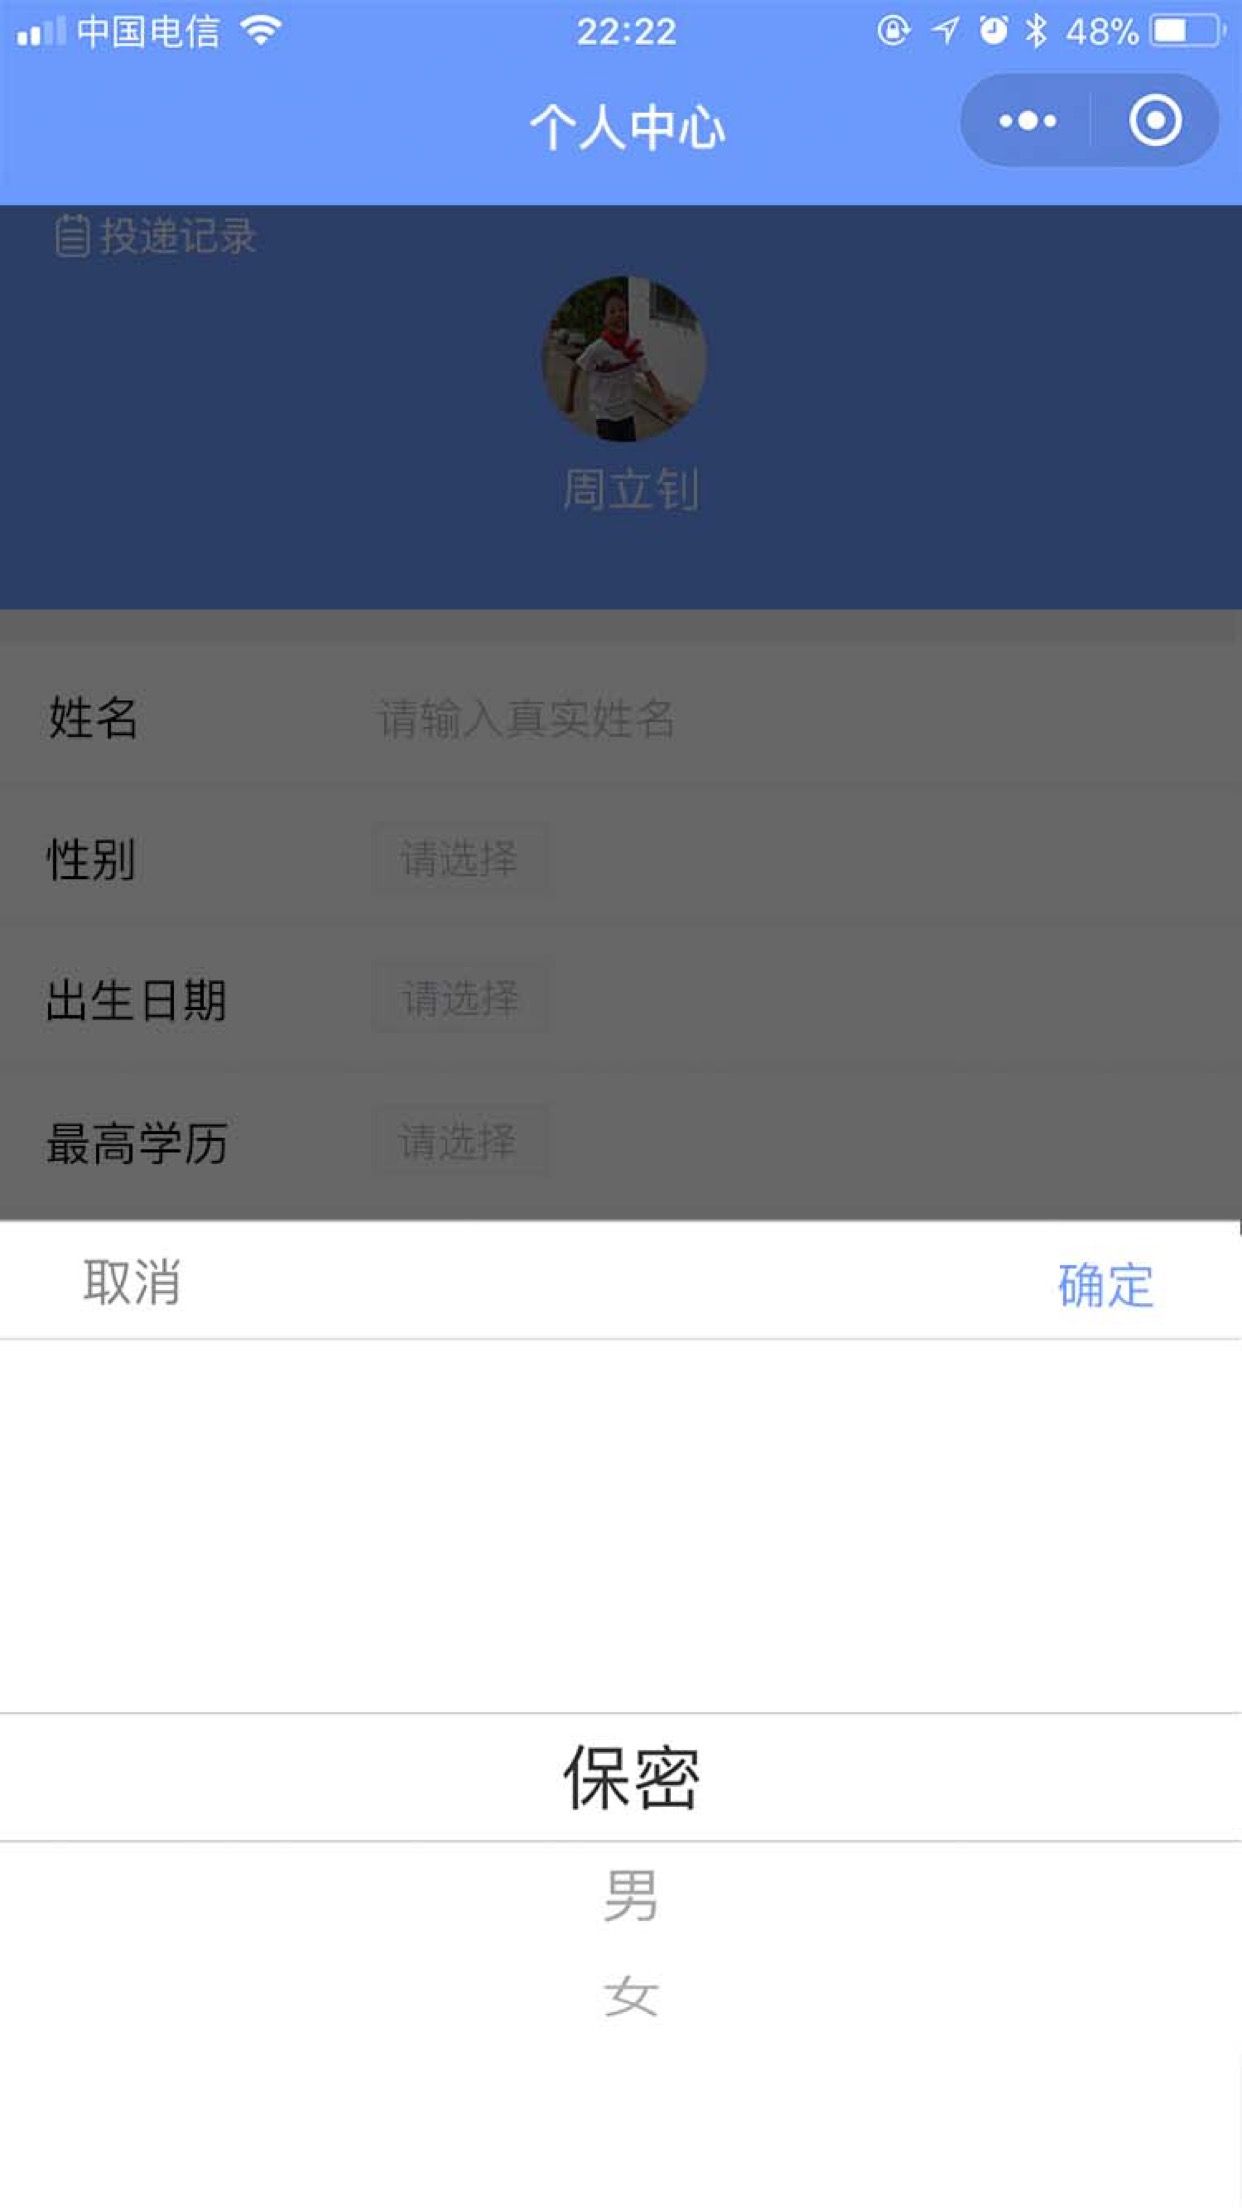 中国电信 22:22 48%
个人中心
投递记录
周立钊
姓名 请输入真实姓名
性别 请选择
出生日期 请选择
最高学历 请选择
取消 确定
保密
男
女